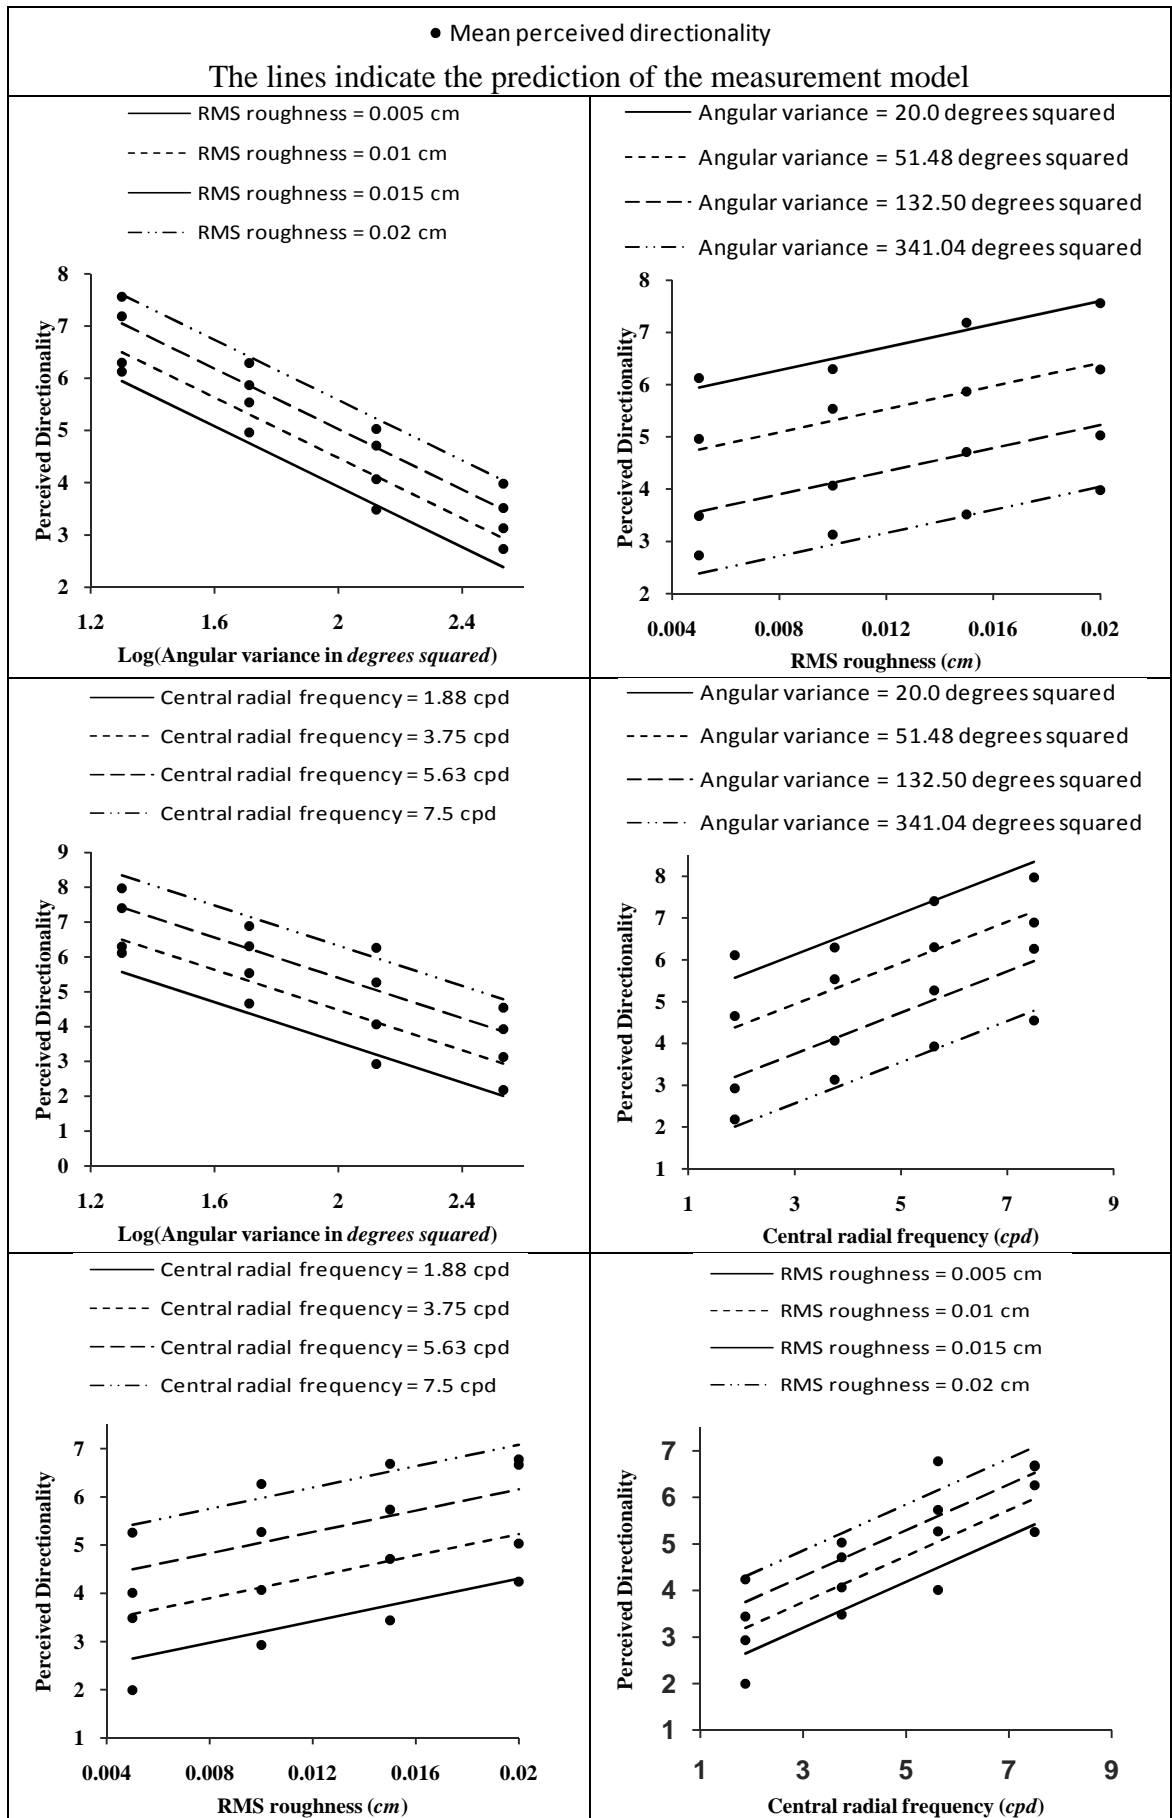 • Mean perceived directionality
The lines indicate the prediction of the measurement model
RMS roughness = 0.005 cm
RMS roughness = 0.01 cm
RMS roughness = 0.015 cm
RMS roughness = 0.02 cm
8
7
6
5
4
3
2
Perceived Directionality
1.2 1.6 2 2.4
Log(Angular variance in degrees squared)
Angular variance = 20.0 degrees squared
Angular variance = 51.48 degrees squared
Angular variance = 132.50 degrees squared
Angular variance = 341.04 degrees squared
8
7
6
5
4
3
2
Perceived Directionality
0.004 0.008 0.012 0.016 0.02
RMS roughness (cm)
Central radial frequency = 1.88 cpd
Central radial frequency = 3.75 cpd
Central radial frequency = 5.63 cpd
Central radial frequency = 7.5 cpd
9
8
7
6
5
4
3
2
1
0
Perceived Directionality
1.2 1.6 2 2.4
Log(Angular variance in degrees squared)
Angular variance = 20.0 degrees squared
Angular variance = 51.48 degrees squared
Angular variance = 132.50 degrees squared
Angular variance = 341.04 degrees squared
8
7
6
5
4
3
2
1
Perceived Directionality
1 3 5 7 9
Central radial frequency (cpd)
Central radial frequency = 1.88 cpd
Central radial frequency = 3.75 cpd
Central radial frequency = 5.63 cpd
Central radial frequency = 7.5 cpd
7
6
5
4
3
2
1
Perceived Directionality
0.004 0.008 0.012 0.016 0.02
RMS roughness (cm)
RMS roughness = 0.005 cm
RMS roughness = 0.01 cm
RMS roughness = 0.015 cm
RMS roughness = 0.02 cm
7
6
5
4
3
2
1
Perceived Directionality
1 3 5 7 9
Central radial frequency (cpd)